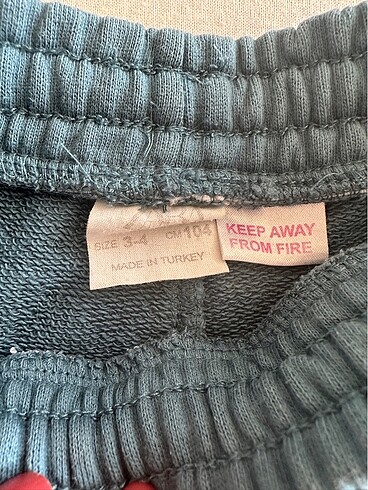 SIZE 3-4 CM 104
MADE IN TURKEY
KEEP AWAY
FROM FIRE